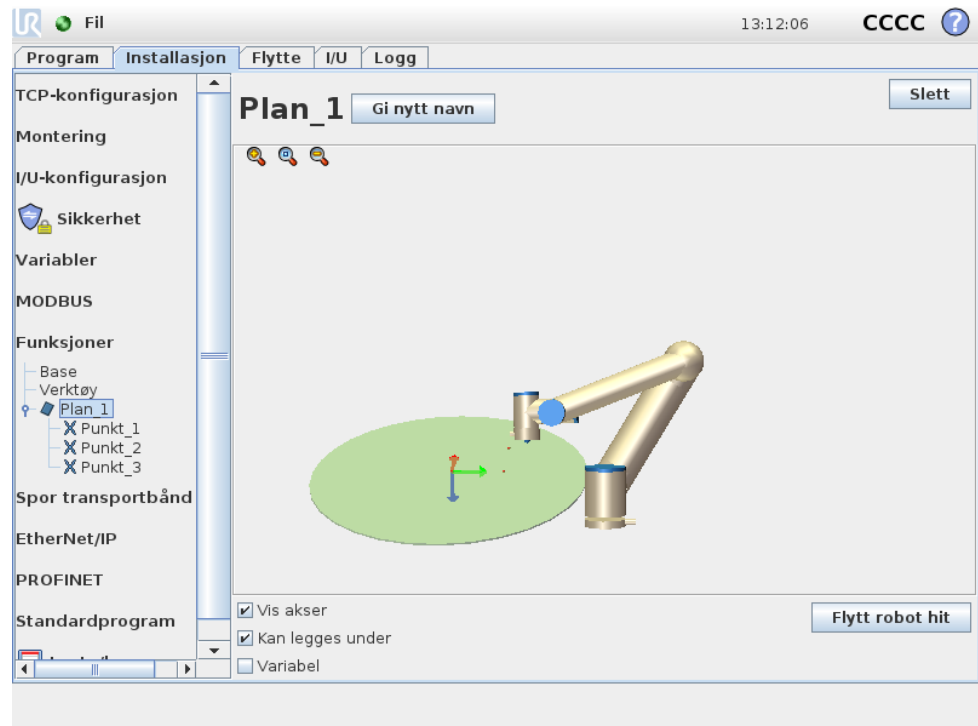 UR Fil 13:12:06 CCCC ?
Program Installasjon Flytte I/U Logg
TCP-konfigurasjon
Montering
I/U-konfigurasjon
Sikkerhet
Variabler
MODBUS
Funksjoner
Base
Verktøy
Plan_1
Punkt_1
Punkt_2
Punkt_3
Spor transportbånd
EtherNet/IP
PROFINET
Standardprogram
Plan_1 Gi nytt navn Slett
Vis akser
Kan legges under
Variabel
Flytt robot hit